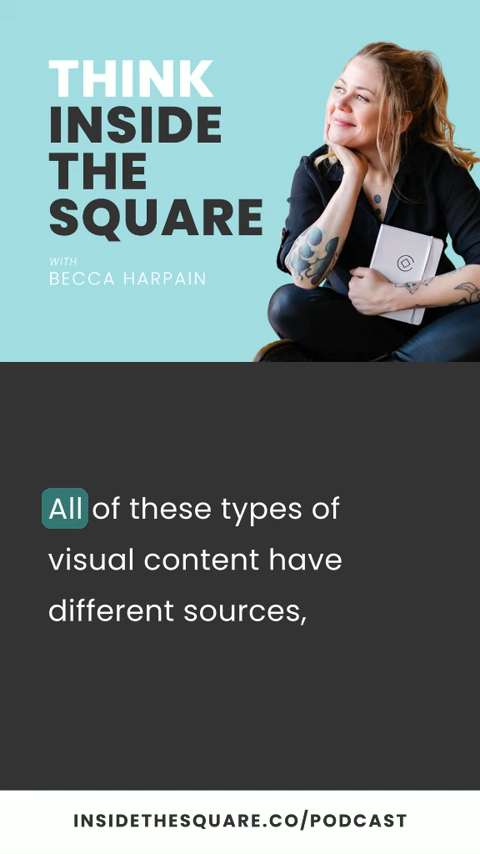 THINK
INSIDE
THE
SQUARE
WITH
BECCA HARPAIN
All of these types of
visual content have
different sources,
INSIDETHESQUARE.CO/PODCAST